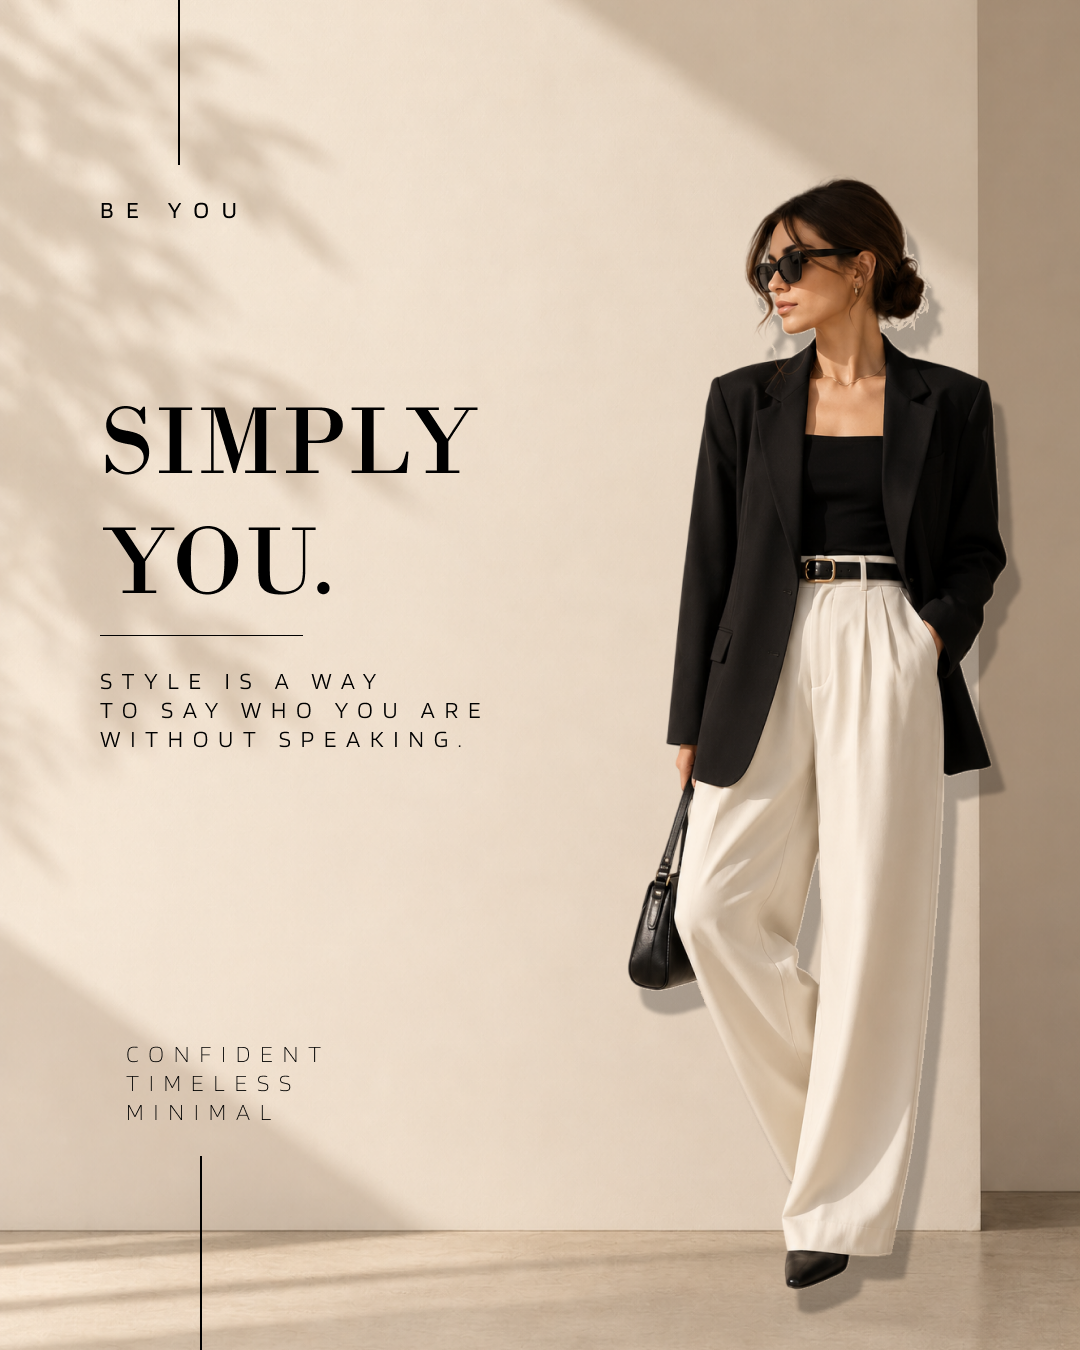 BE YOU
SIMPLY
YOU.
STYLE IS A WAY
TO SAY WHO YOU ARE
WITHOUT SPEAKING.
CONFIDENT
TIMELESS
MINIMAL